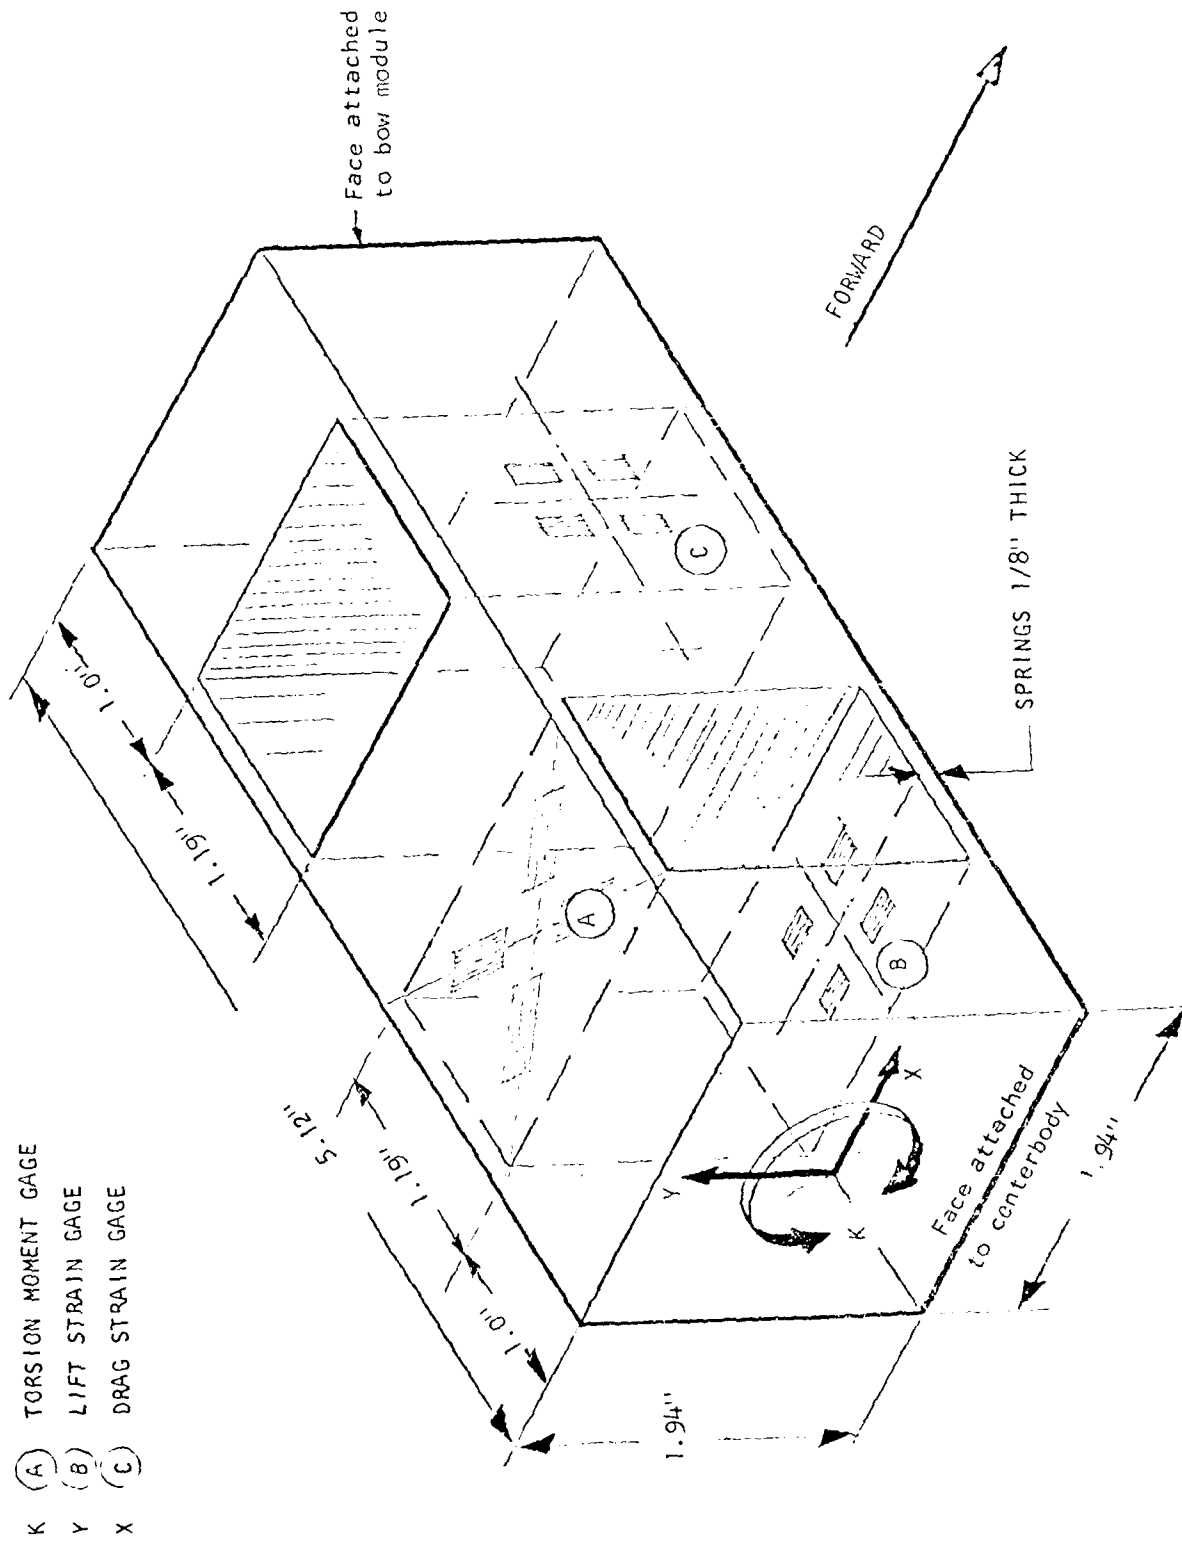 K (A) TORSION MOMENT GAGE
Y (B) LIFT STRAIN GAGE
X (C) DRAG STRAIN GAGE
Face attached
to bow module
FORWARD
SPRINGS 1/8" THICK
1.0"
1.19"
5.12"
1.19"
1.0"
1.94"
1.94"
A
B
C
Y
X
K
Face attached
to centerbody